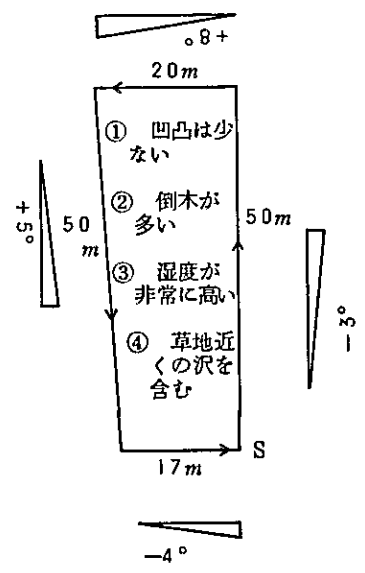 +8°
20m
① 凹凸は少
ない
② 倒木が
多い
③ 湿度が
非常に高い
④ 草地近
くの沢を
含む
+5°
50
m
50m
-3°
S
17m
-4°